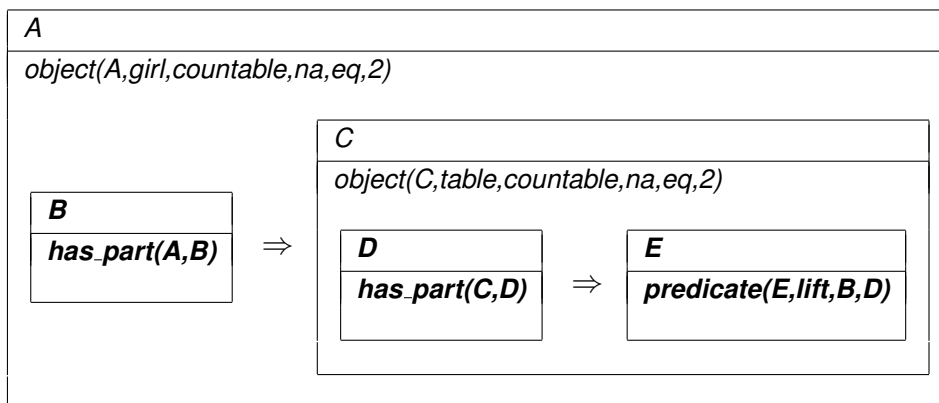 A
object(A,girl,countable,na,eq,2)
C
object(C,table,countable,na,eq,2)
B
has_part(A,B)
⇒
D
has_part(C,D)
⇒
E
predicate(E,lift,B,D)